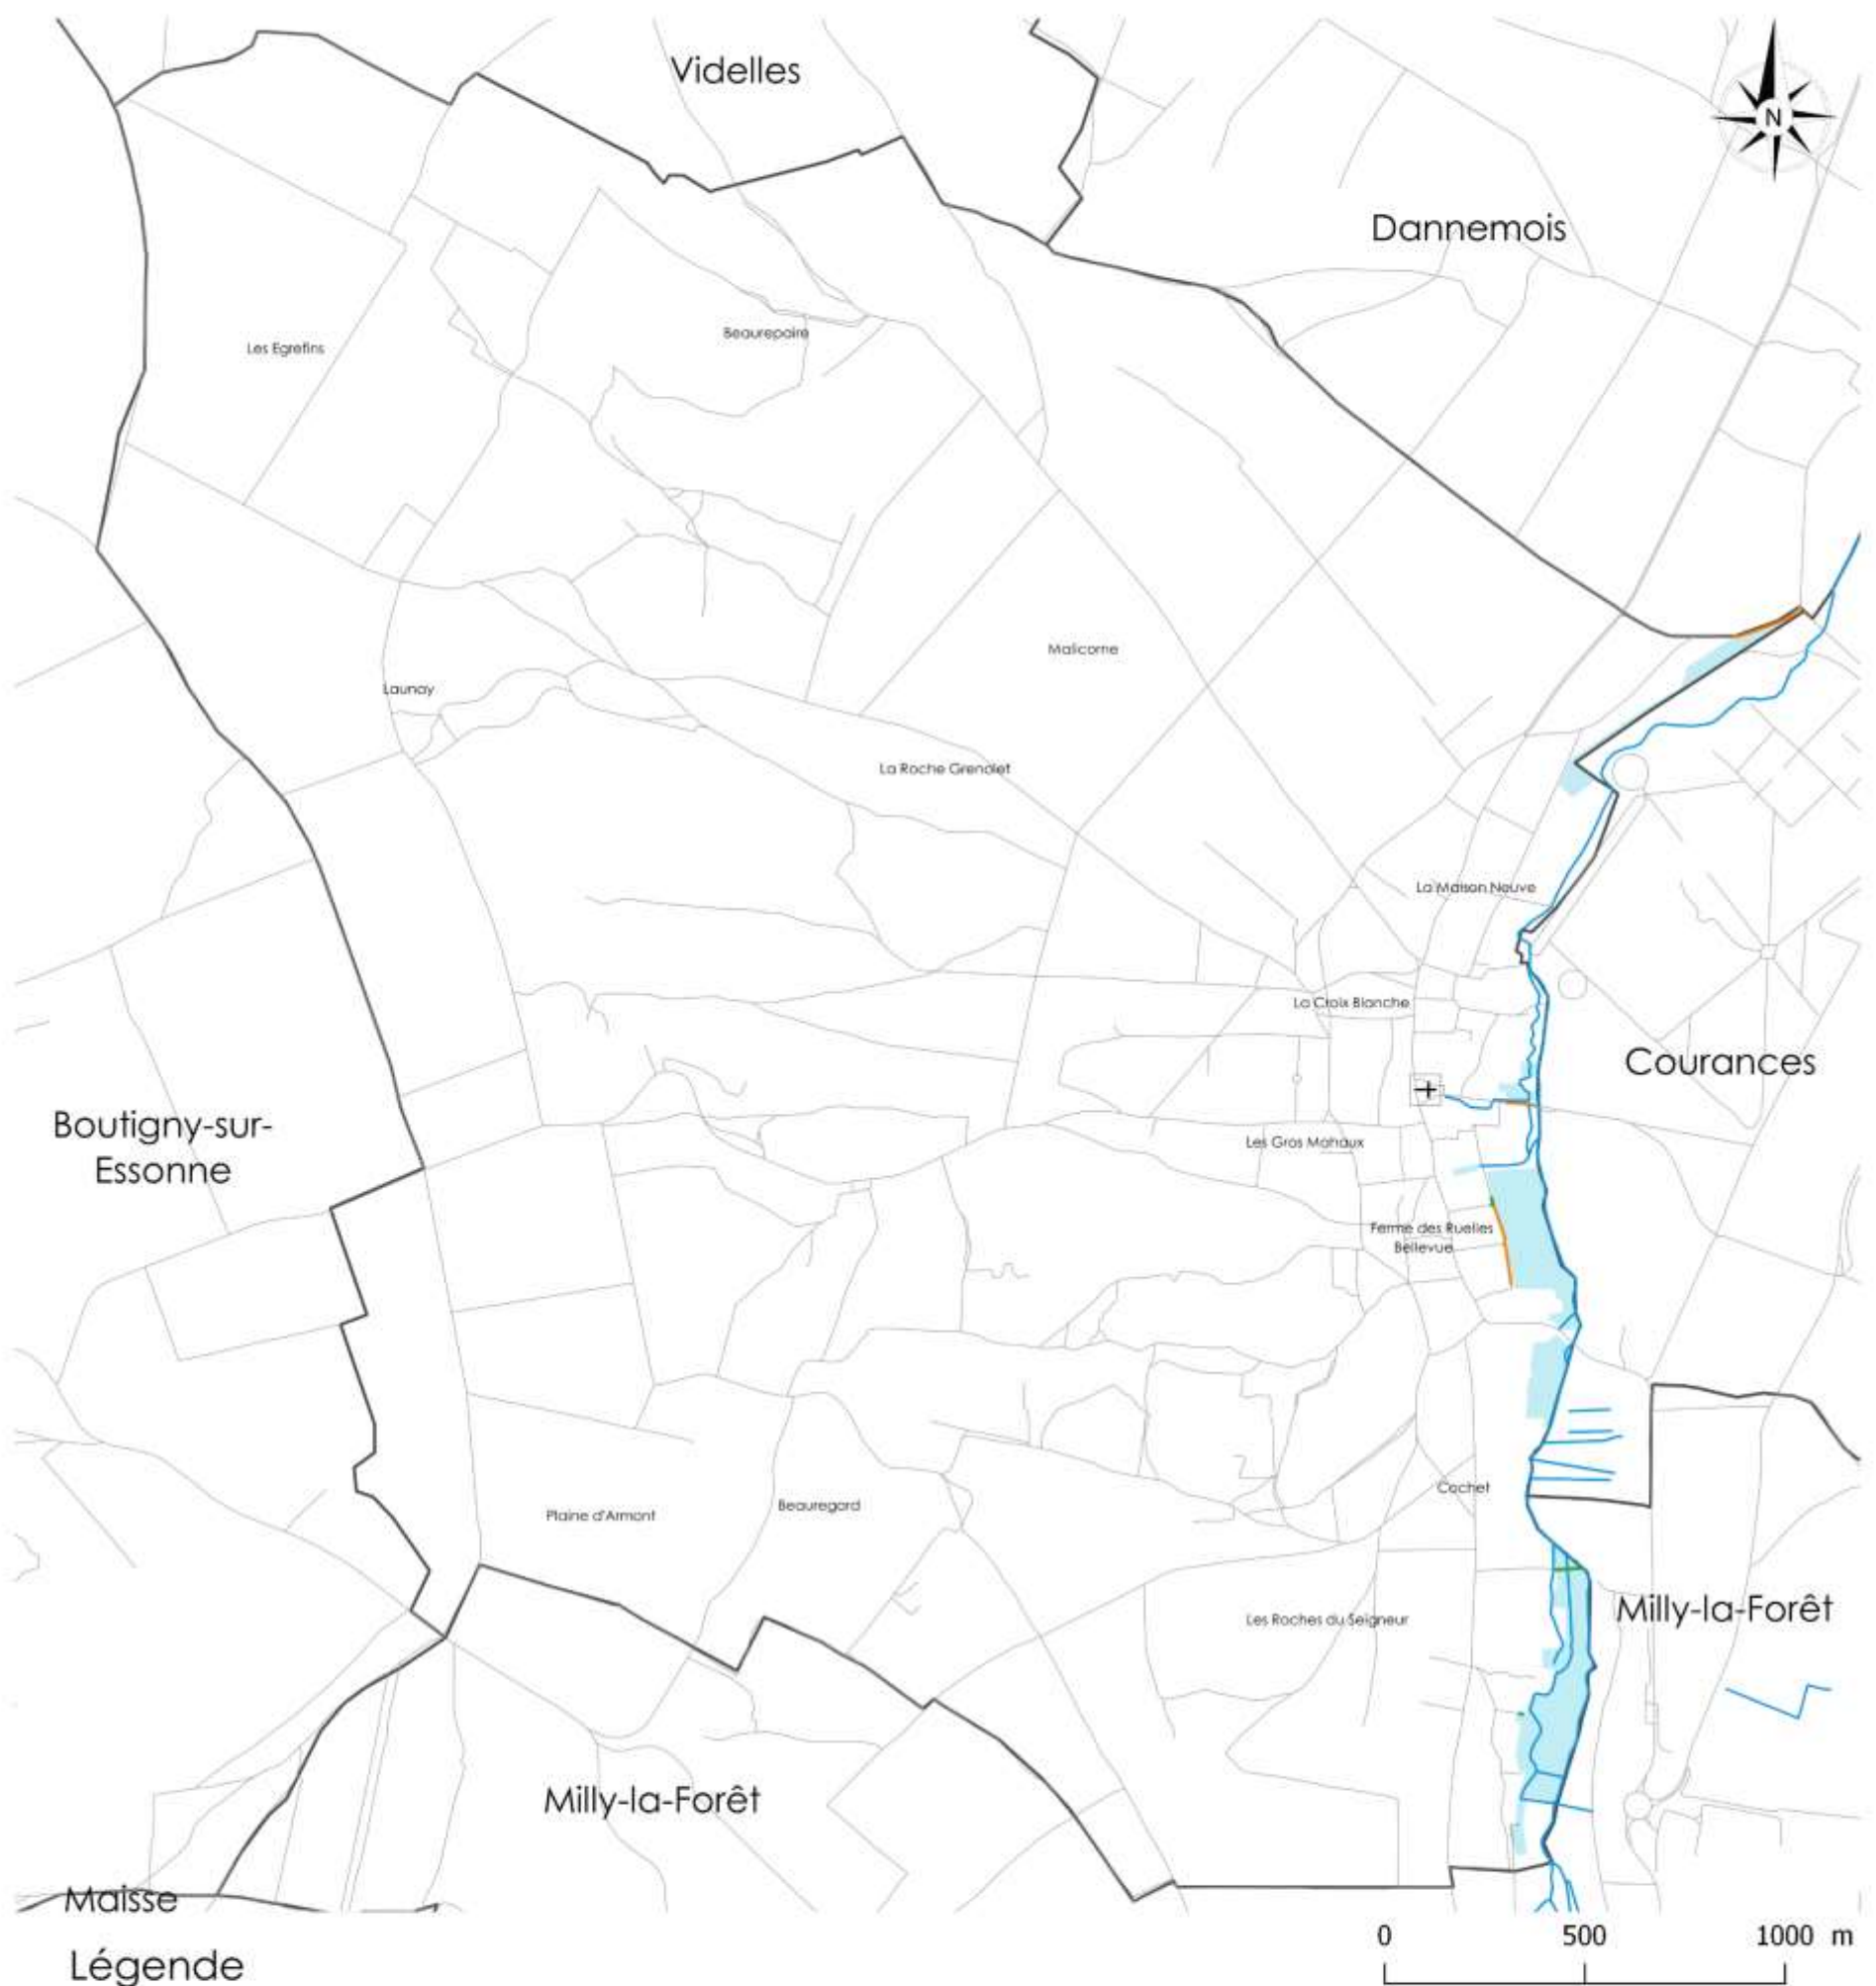 Videlles
N
Dannemois
Beaurepaire
Les Egrefins
Malicorne
Launay
La Roche Grenolet
La Maison Neuve
La Croix Blanche
Courances
Boutigny-sur-
Essonne
Les Gros Mahaux
Ferme des Ruelles
Bellevue
Cochet
Plaine d'Armont
Beauregard
Les Roches du Seigneur
Milly-la-Forêt
Milly-la-Forêt
Maisse
0 500 1000 m
Légende